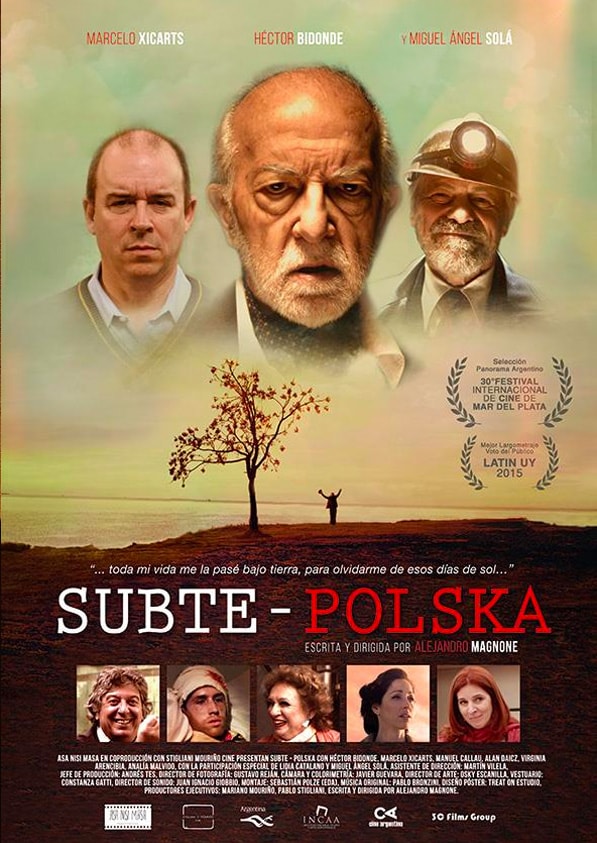 MARCELO XICARTS HÉCTOR BIDONDE Y MIGUEL ÁNGEL SOLÁ
Selección
Panorama Argentino
30° FESTIVAL
INTERNACIONAL
DE CINE DE
MAR DEL PLATA
Mejor Largometraje
Voto del Público
LATIN UY
2015
"... toda mi vida me la pasé bajo tierra, para olvidarme de esos días de sol..."
SUBTE - POLSKA
ESCRITA Y DIRIGIDA POR ALEJANDRO MAGNONE
ASA NISI MASA EN COPRODUCCIÓN CON STIGLIANI MOURIÑO CINE PRESENTAN SUBTE - POLSKA CON HÉCTOR BIDONDE, MARCELO XICARTS, MANUEL CALLAU, ALAN DAICZ, VIRGINIA
ARENCIBIA, ANALÍA MALVIDO, CON LA PARTICIPACIÓN ESPECIAL DE LIDIA CATALANO Y MIGUEL ÁNGEL SOLÁ. ASISTENTE DE DIRECCIÓN: MARTÍN VILELA,
JEFE DE PRODUCCIÓN: ANDRÉS TES, DIRECTOR DE FOTOGRAFÍA: GUSTAVO REJAN, CÁMARA Y COLORIMETRÍA: JAVIER GUEVARA, DIRECTOR DE ARTE: OSKY ESCANILLA, VESTUARIO:
CONSTANZA GATTI, DIRECTOR DE SONIDO: JUAN IGNACIO GIOBBIO, MONTAJE: SEBASTIÁN POLZE EEDAI, MÚSICA ORIGINAL: PABLO BRONZINI. DISEÑO PÓSTER: TREAT ON ESTUDIO,
PRODUCTORES EJECUTIVOS: MARIANO MOURIÑO, PABLO STIGLIANI, ESCRITA Y DIRIGIDA POR ALEJANDRO MAGNONE.
ASA NISI MASA Argentina INCAA cine argentino 3C Films Group